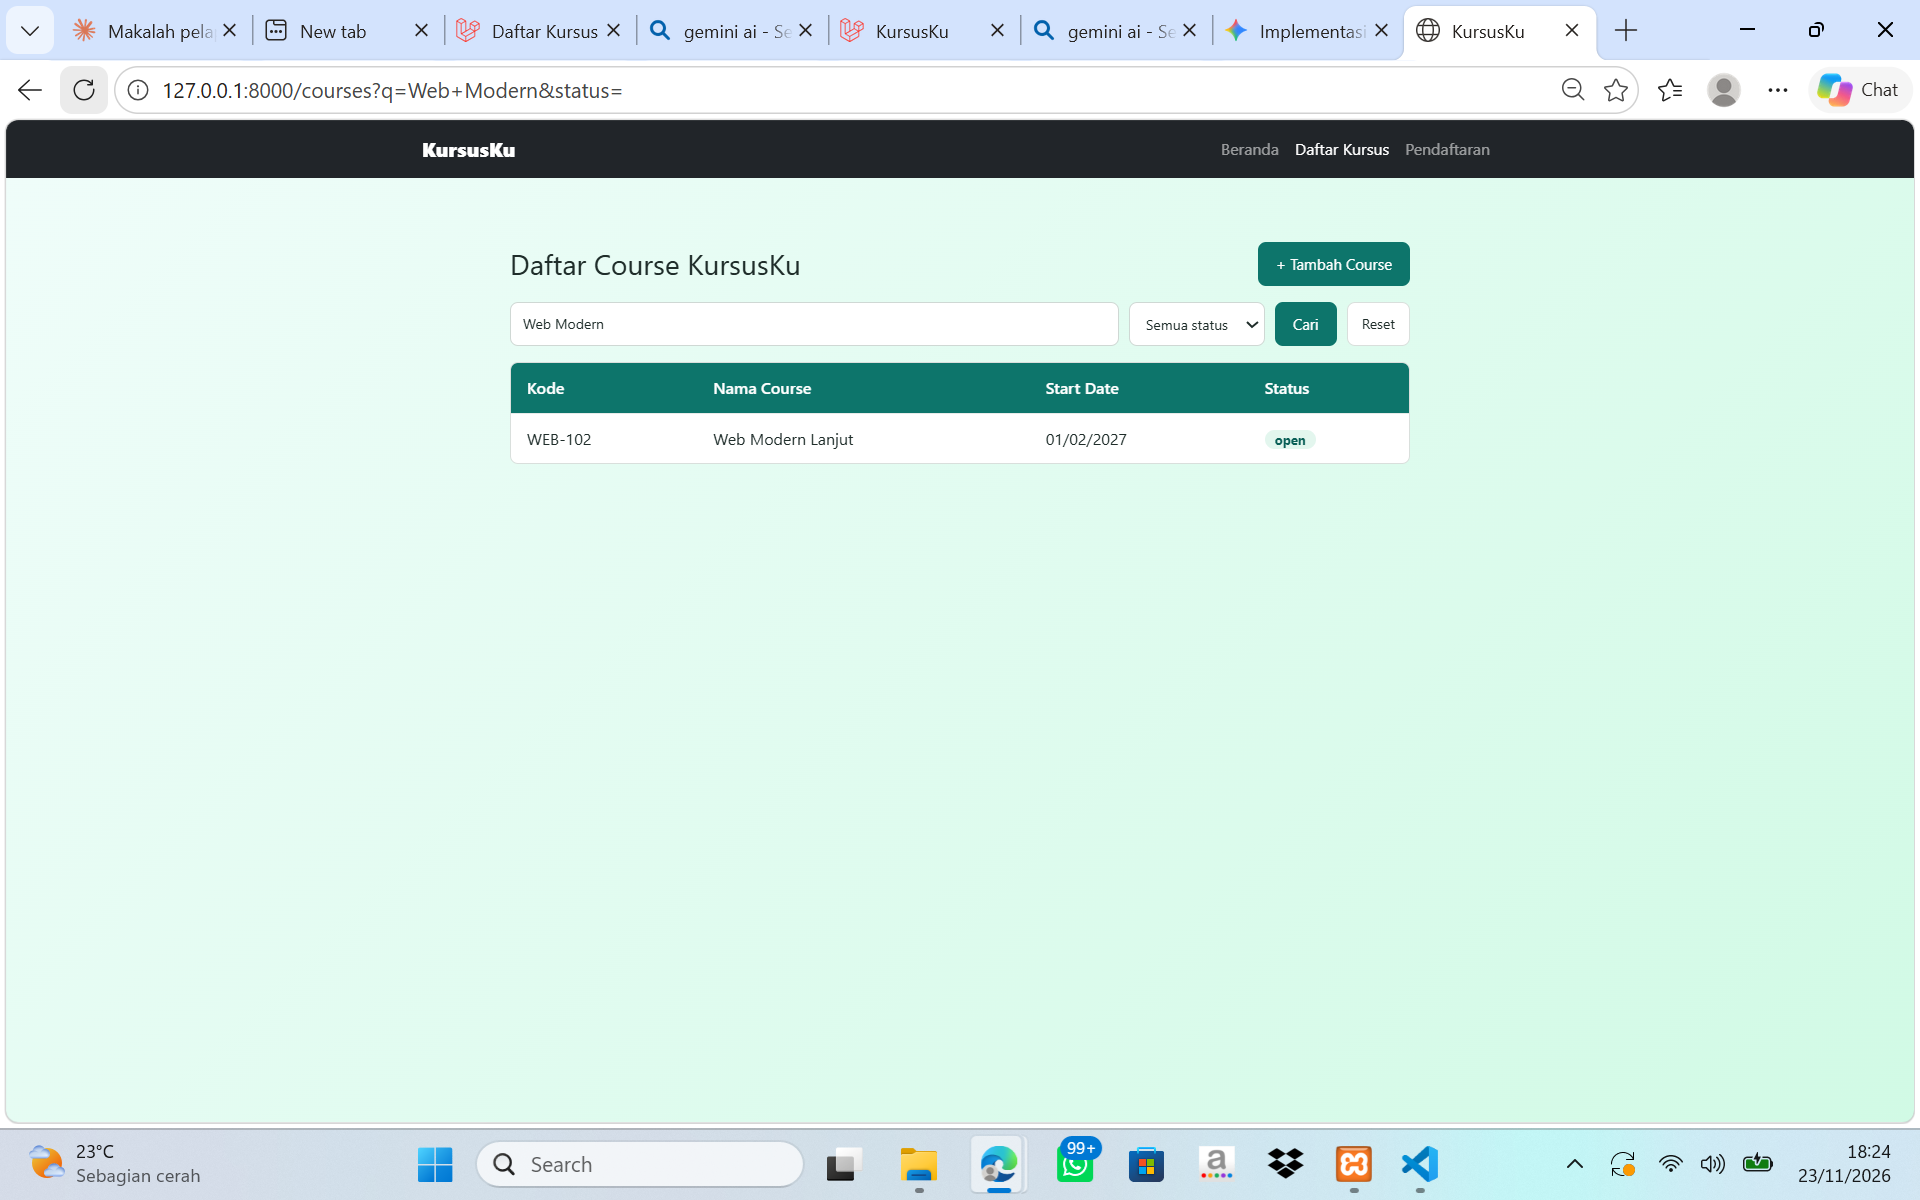 Makalah pela
New tab
Daftar Kursus
gemini ai - Se
KursusKu
gemini ai - Se
Implementasi
KursusKu
127.0.0.1:8000/courses?q=Web+Modern&status=
Chat
KursusKu
Beranda
Daftar Kursus
Pendaftaran
Daftar Course KursusKu
+ Tambah Course
Web Modern
Semua status
Cari
Reset
Kode
Nama Course
Start Date
Status
WEB-102
Web Modern Lanjut
01/02/2027
open
23°C
Sebagian cerah
Search
99+
a
18:24
23/11/2026